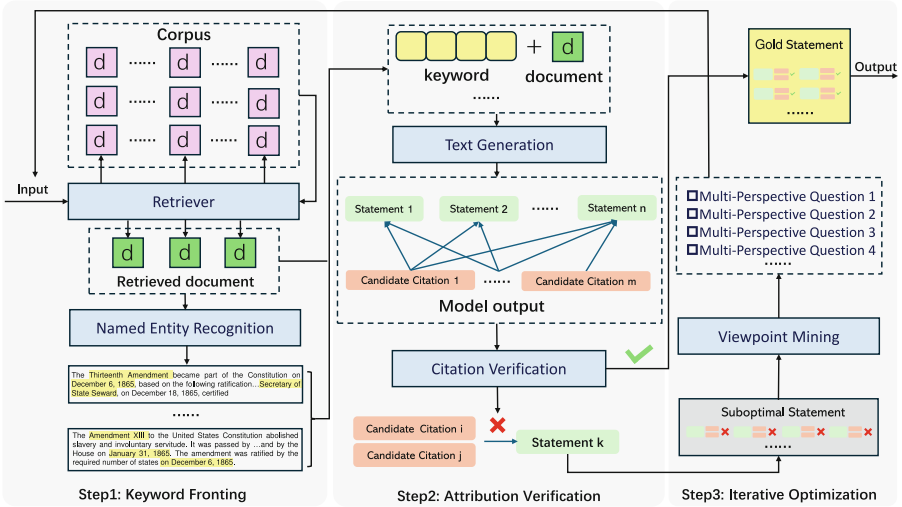 Corpus
d ...... d ...... d
d ...... d ...... d
d ...... d ...... d
Input
Retriever
d d d
Retrieved document
Named Entity Recognition
The Thirteenth Amendment became part of the Constitution on
December 6, 1865, based on the following ratification…Secretary of
State Seward, on December 18, 1865, certified
......
The Amendment XIII to the United States Constitution abolished
slavery and involuntary servitude. It was passed by ...and by the
House on January 31, 1865. The amendment was ratified by the
required number of states on December 6, 1865.
Step1: Keyword Fronting
+ d
keyword document
......
Text Generation
Statement 1 Statement 2 ...... Statement n
Candidate Citation 1 ...... Candidate Citation m
Model output
Citation Verification
Candidate Citation i
Candidate Citation j
Statement k
Step2: Attribution Verification
Gold Statement
......
Output
Multi-Perspective Question 1
Multi-Perspective Question 2
Multi-Perspective Question 3
Multi-Perspective Question 4
......
Viewpoint Mining
Suboptimal Statement
......
Step3: Iterative Optimization